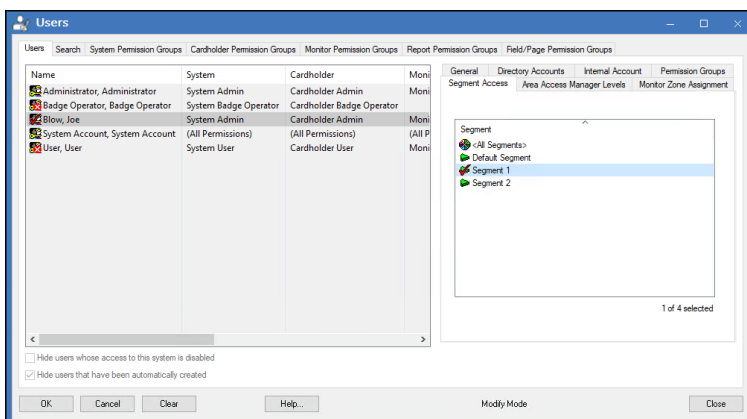 Users
Users Search System Permission Groups Cardholder Permission Groups Monitor Permission Groups Report Permission Groups Field/Page Permission Groups
Name System Cardholder Moni
Administrator, Administrator System Admin Cardholder Admin Moni
Badge Operator, Badge Operator System Badge Operator Cardholder Badge Operator
Blow, Joe System Admin Cardholder Admin Moni
System Account, System Account (All Permissions) (All Permissions) (All P
User, User System User Cardholder User Moni
General Directory Accounts Internal Account Permission Groups
Segment Access Area Access Manager Levels Monitor Zone Assignment
Segment
<All Segments>
Default Segment
Segment 1
Segment 2
1 of 4 selected
Hide users whose access to this system is disabled
Hide users that have been automatically created
OK Cancel Clear Help... Modify Mode Close